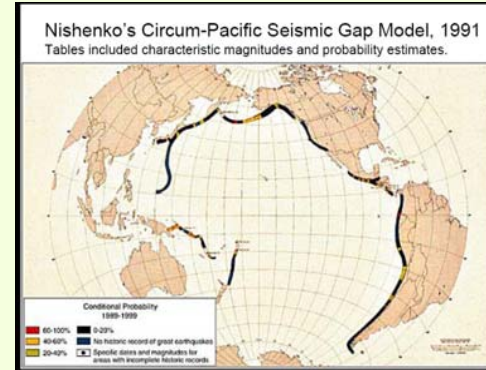 Nishenko's Circum-Pacific Seismic Gap Model, 1991
Tables included characteristic magnitudes and probability estimates.
Conditional Probability
1989-1999
60-100%
40-60%
20-40%
0-20%
No historic record of great earthquakes
Specific dates and magnitudes for
areas with incomplete historic records